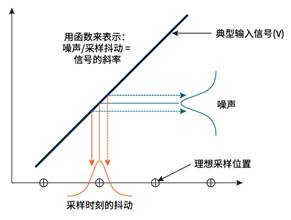 用函数来表示：
噪声/采样抖动 =
信号的斜率
典型输入信号(V)
噪声
理想采样位置
采样时刻的抖动